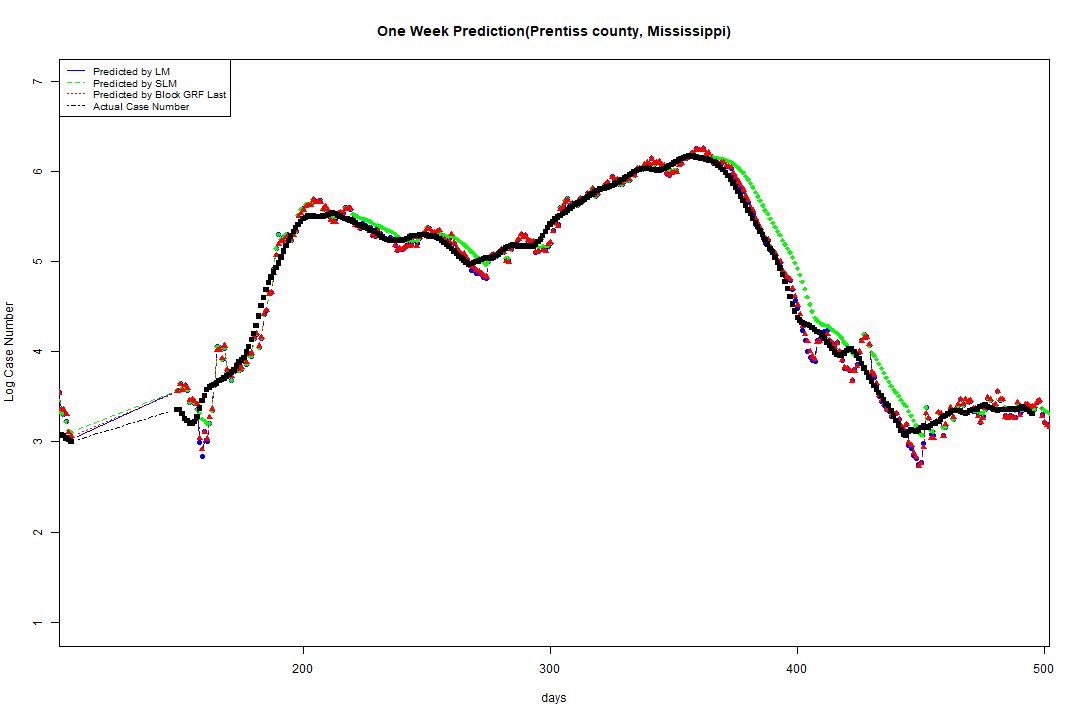 One Week Prediction(Prentiss county, Mississippi)
Predicted by LM
Predicted by SLM
Predicted by Block GRF Last
Actual Case Number
7
6
5
4
3
2
1
Log Case Number
200 300 400 500
days